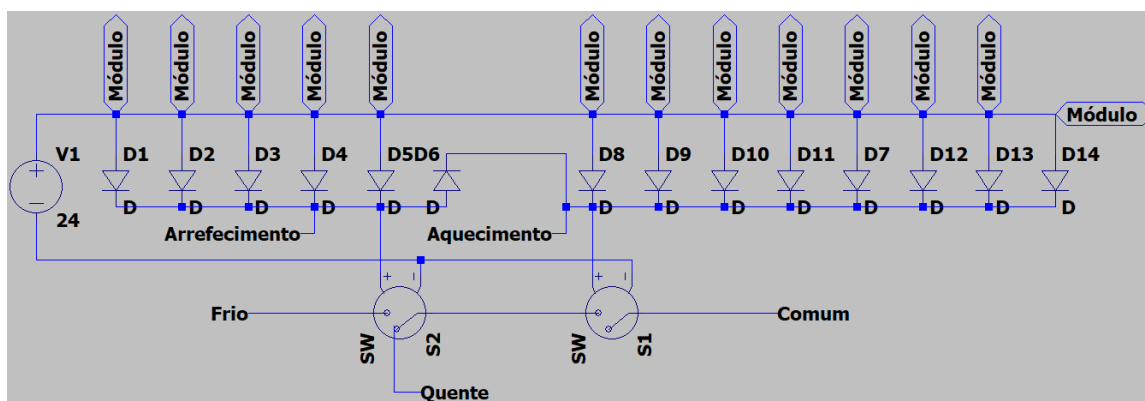 Módulo Módulo Módulo Módulo Módulo Módulo Módulo Módulo Módulo Módulo Módulo Módulo
Módulo
V1 D1 D2 D3 D4 D5D6 D8 D9 D10 D11 D7 D12 D13 D14
+
−
24 D D D D D D D D D D D D D D
Arrefecimento Aquecimento
+ − + −
Frio Comum
SW S2 SW S1
Quente